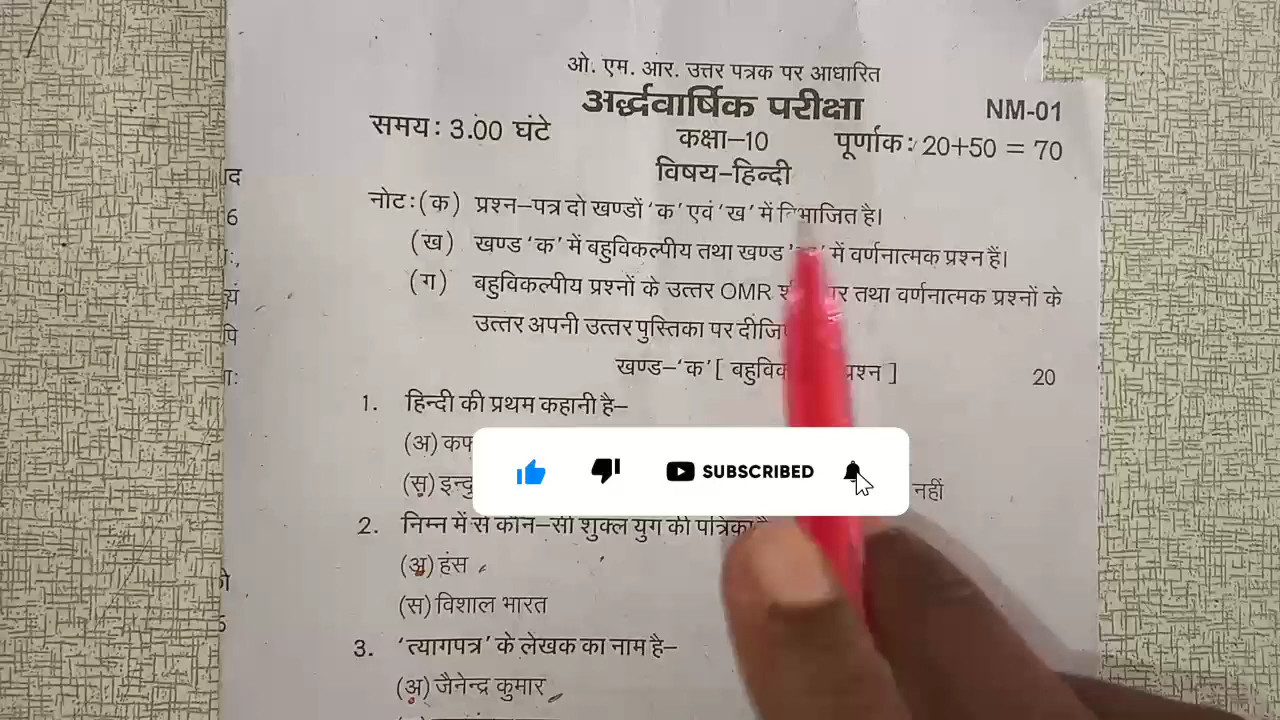 ओ. एम. आर. उत्तर पत्रक पर आधारित
अर्द्धवार्षिक परीक्षा
NM-01
समय: 3.00 घंटे
कक्षा-10
पूर्णाक: 20+50 = 70
विषय-हिन्दी
नोट:(क) प्रश्न-पत्र दो खण्डों 'क' एवं 'ख' में विभाजित है।
(ख) खण्ड 'क' में बहुविकल्पीय तथा खण्ड में वर्णनात्मक प्रश्न हैं।
(ग) बहुविकल्पीय प्रश्नों के उत्तर OMR तथा वर्णनात्मक प्रश्नों के
उत्तर अपनी उत्तर पुस्तिका पर
खण्ड-'क' [ प्रश्न ] 20
1. हिन्दी की प्रथम कहानी है-
(अ)
(स)
नहीं
SUBSCRIBED
2. निम्न में से कौन-सी शुक्ल युग की पत्रिका है
(अ) हंस
(स) विशाल भारत
3. 'त्यागपत्र' के लेखक का नाम है-
(अ) जैनेन्द्र कुमार
द
6